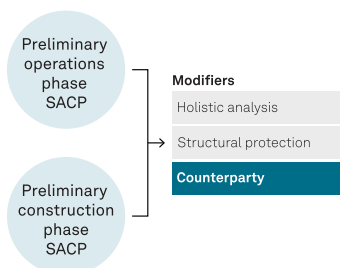 Preliminary
operations
phase
SACP
Modifiers
Holistic analysis
Structural protection
Counterparty
Preliminary
construction
phase
SACP